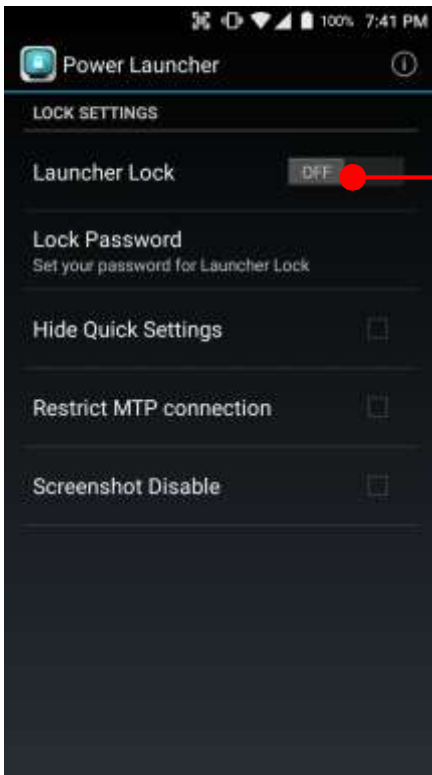 100% 7:41 PM
Power Launcher
LOCK SETTINGS
Launcher Lock OFF
Lock Password
Set your password for Launcher Lock
Hide Quick Settings
Restrict MTP connection
Screenshot Disable